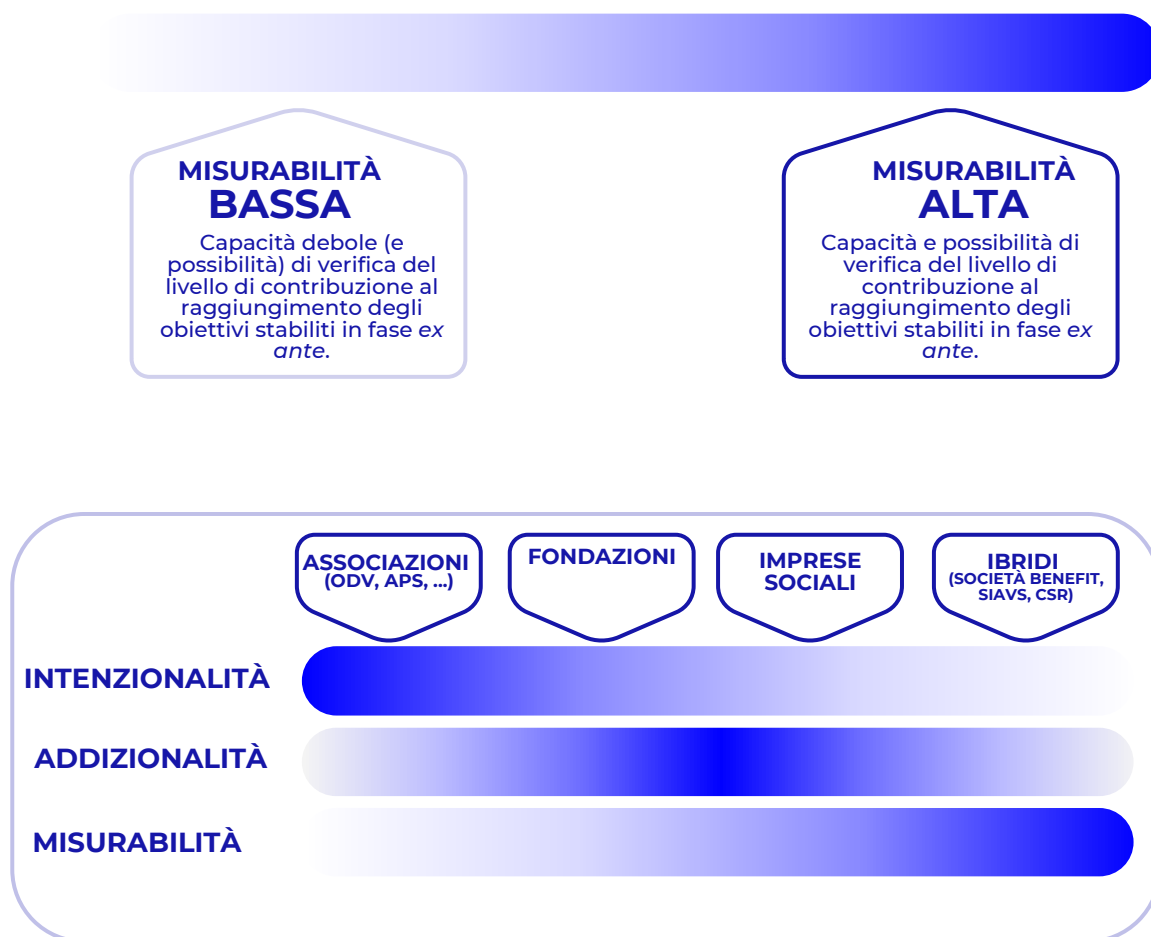 MISURABILITÀ
BASSA
Capacità debole (e
possibilità) di verifica del
livello di contribuzione al
raggiungimento degli
obiettivi stabiliti in fase ex
ante.
MISURABILITÀ
ALTA
Capacità e possibilità di
verifica del livello di
contribuzione al
raggiungimento degli
obiettivi stabiliti in fase ex
ante.
ASSOCIAZIONI
(ODV, APS, ...)
FONDAZIONI
IMPRESE
SOCIALI
IBRIDI
(SOCIETÀ BENEFIT,
SIAVS, CSR)
INTENZIONALITÀ
ADDIZIONALITÀ
MISURABILITÀ